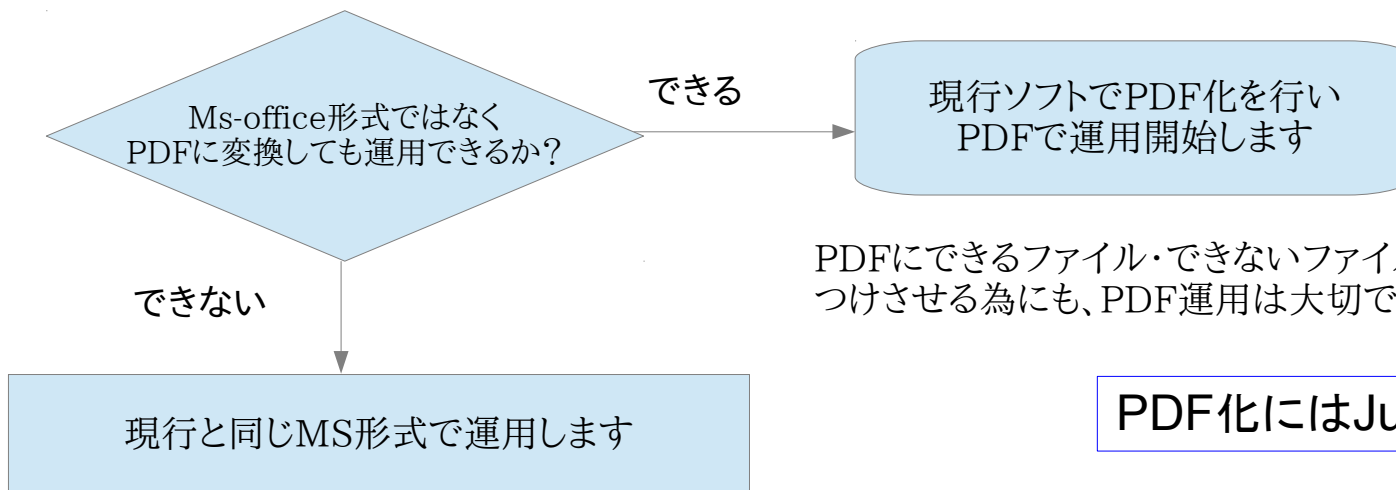 Ms-office形式ではなく
PDFに変換しても運用できるか?
できる
現行ソフトでPDF化を行い
PDFで運用開始します
PDFにできるファイル・できないファイ
つけさせる為にも、PDF運用は大切で
できない
現行と同じMS形式で運用します
PDF化にはJu